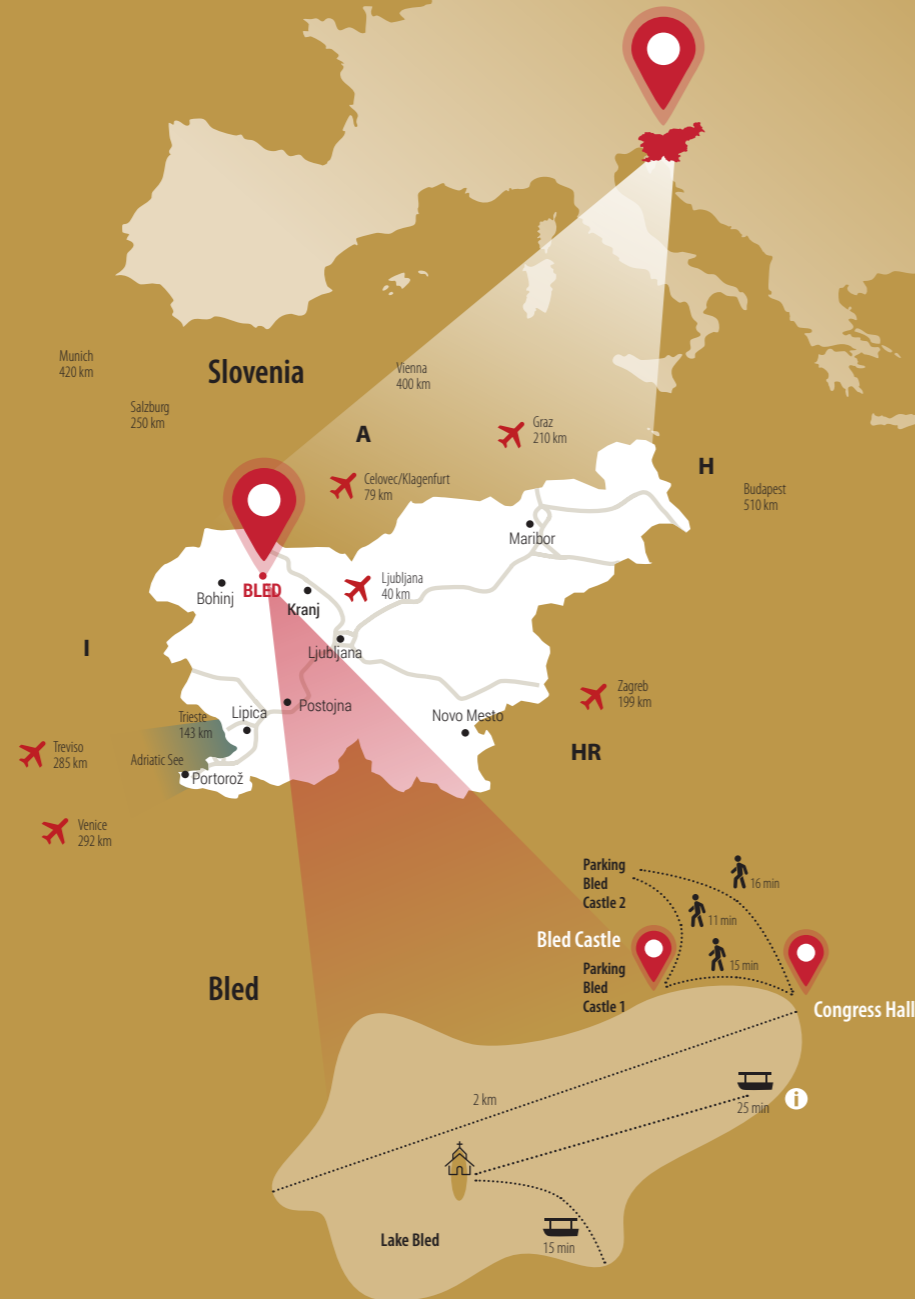 Munich
420 km
Slovenia
Vienna
400 km
Salzburg
250 km
A
Graz
210 km
H
Celovec/Klagenfurt
79 km
Budapest
510 km
Maribor
Ljubljana
40 km
Bohinj
BLED
Kranj
I
Ljubljana
Zagreb
199 km
Postojna
Lipica
Novo Mesto
Trieste
143 km
Treviso
285 km
Adriatic See
HR
Portorož
Venice
292 km
Parking
Bled
Castle 2
16 min
11 min
Bled Castle
15 min
Parking
Bled
Castle 1
Bled
Congress Hall
2 km
25 min
i
Lake Bled
15 min